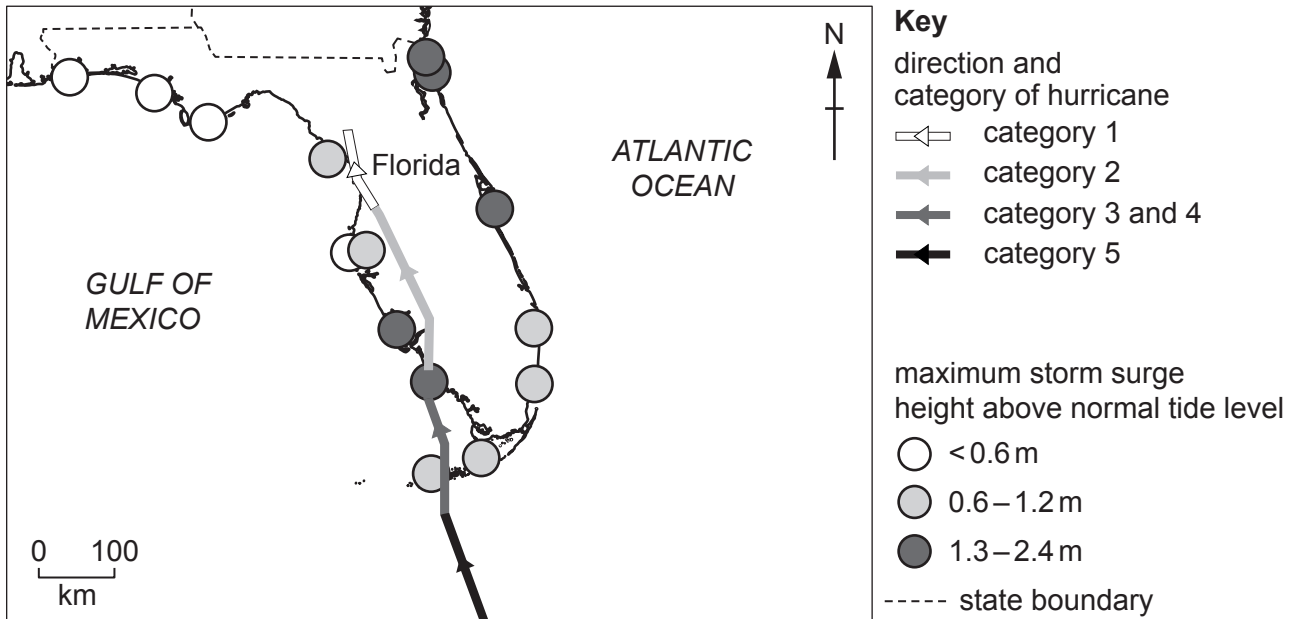 N
Florida
ATLANTIC
OCEAN
GULF OF
MEXICO
0 100
km
Key
direction and
category of hurricane
category 1
category 2
category 3 and 4
category 5
maximum storm surge
height above normal tide level
< 0.6 m
0.6 – 1.2 m
1.3 – 2.4 m
state boundary